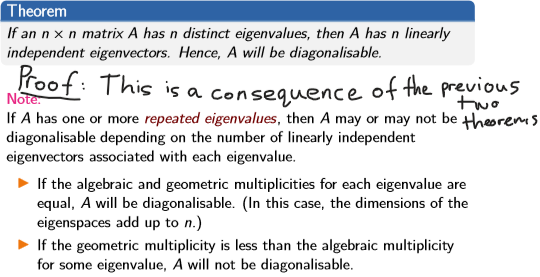 Theorem
If an n × n matrix A has n distinct eigenvalues, then A has n linearly
independent eigenvectors. Hence, A will be diagonalisable.
Proof: This is a consequence of the previous
two
theorems
Note:
If A has one or more repeated eigenvalues, then A may or may not be
diagonalisable depending on the number of linearly independent
eigenvectors associated with each eigenvalue.
▶ If the algebraic and geometric multiplicities for each eigenvalue are
equal, A will be diagonalisable. (In this case, the dimensions of the
eigenspaces add up to n.)
▶ If the geometric multiplicity is less than the algebraic multiplicity
for some eigenvalue, A will not be diagonalisable.